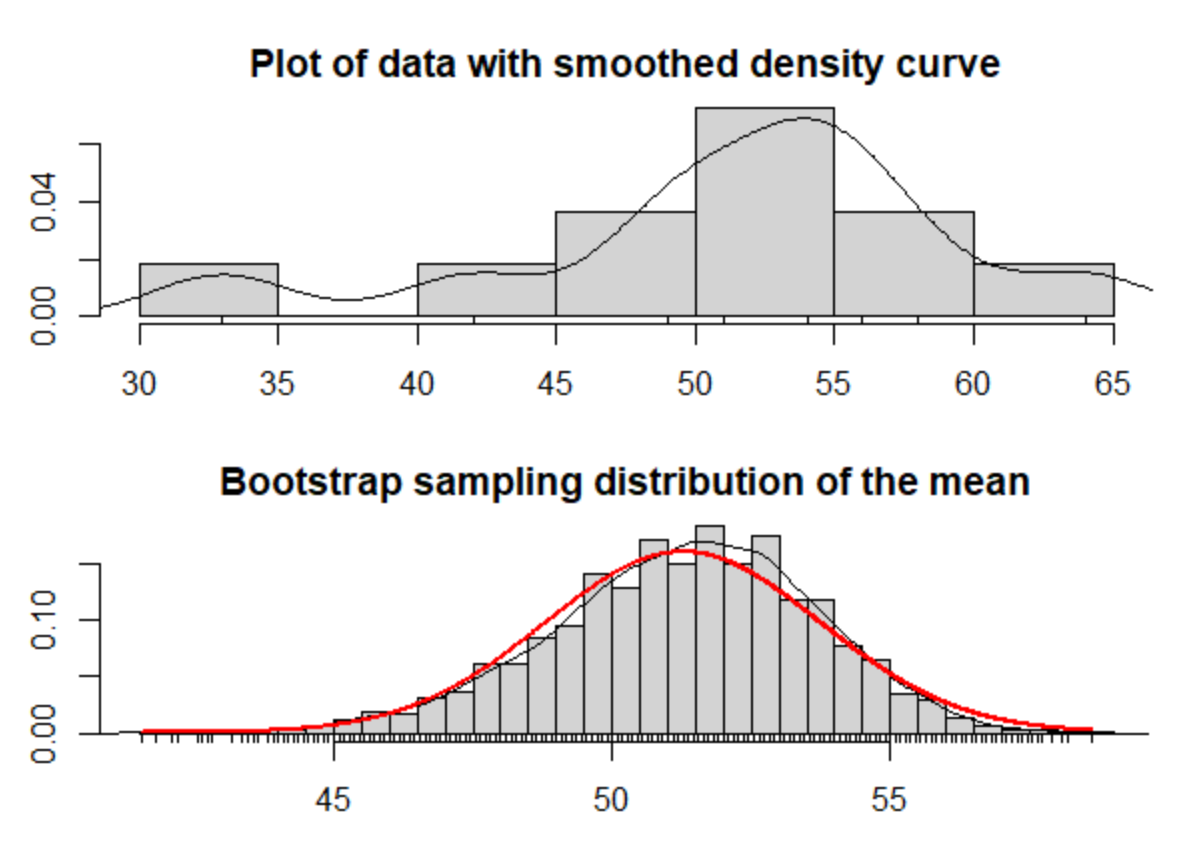 Plot of data with smoothed density curve
0.04
0.00
30 35 40 45 50 55 60 65
Bootstrap sampling distribution of the mean
0.10
0.00
45 50 55